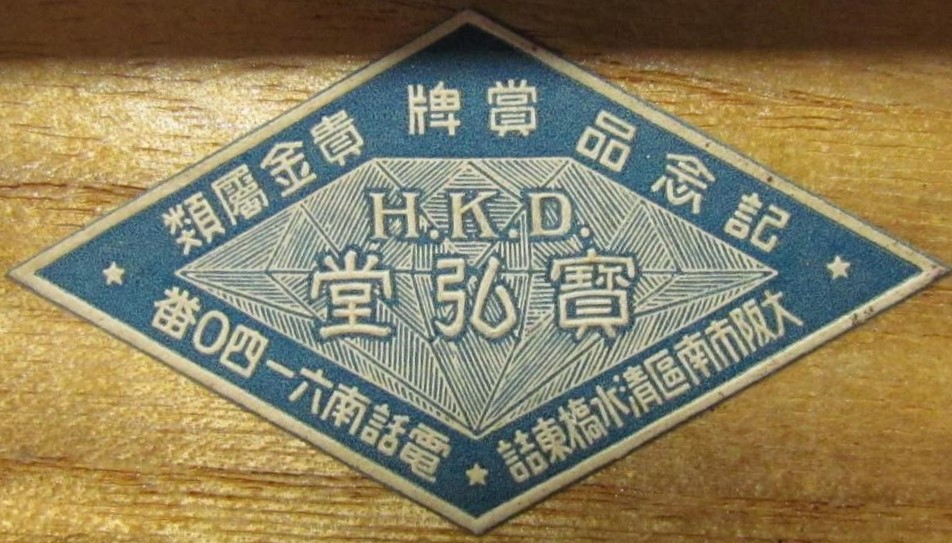 記念品 賞牌 貴金屬類
H.K.D.
寶弘堂
大阪市南區清水橋東詰
電話南六一四〇番